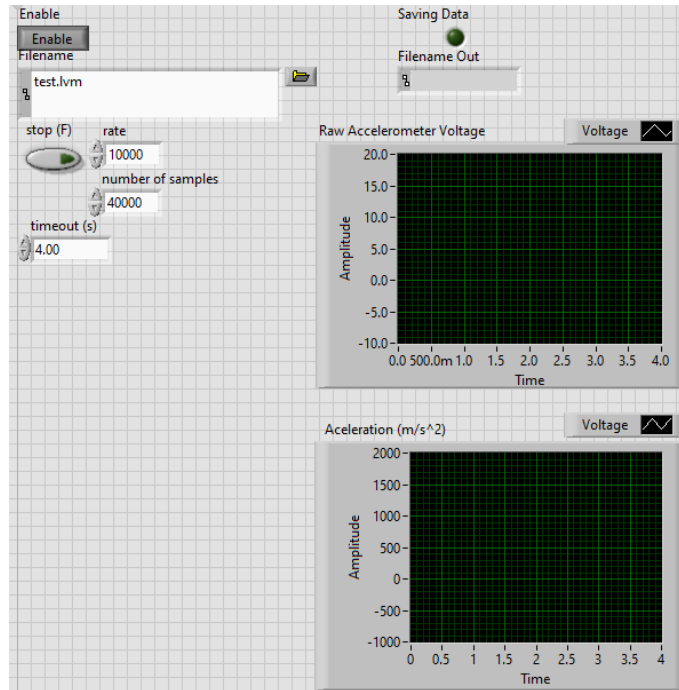 Enable
Enable
Filename
test.lvm
stop (F)
rate
10000
number of samples
40000
timeout (s)
4.00
Saving Data
Filename Out
Raw Accelerometer Voltage
Voltage
20.0
15.0
10.0
5.0
0.0
-5.0
-10.0
Amplitude
0.0 500.0m 1.0 1.5 2.0 2.5 3.0 3.5 4.0
Time
Aceleration (m/s^2)
Voltage
2000
1500
1000
500
0
-500
-1000
Amplitude
0 0.5 1 1.5 2 2.5 3 3.5 4
Time